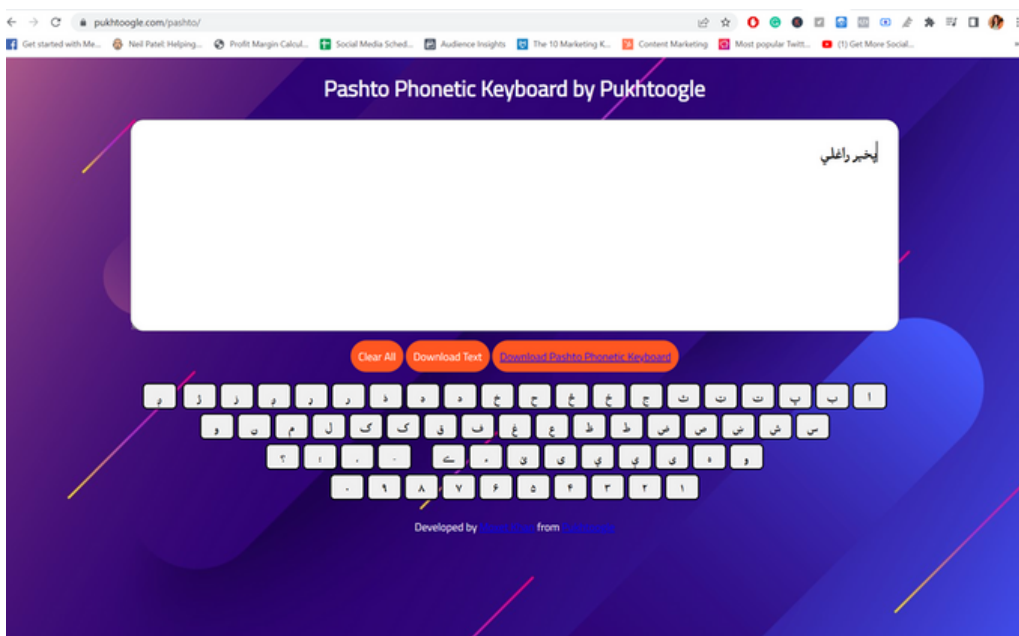 pukhtoogle.com/pashto/
Get started with Me... Neil Patel: Helping... Profit Margin Calcul... Social Media Sched... Audience Insights The 10 Marketing K... Content Marketing Most popular Twitt... (1) Get More Social...
Pashto Phonetic Keyboard by Pukhtoogle
پخیر راغلي
Clear All Download Text Download Pashto Phonetic Keyboard
ا ب پ ت ټ ث ج ح خ د ډ ذ ر ړ ز ژ
س ش ښ ص ض ط ظ ع غ ف ق ک ګ ل م ن و
و ه ی ې ئ ء ؟
۱ ۲ ۳ ۴ ۵ ۶ ۷ ۸ ۹ ۰
Developed by from